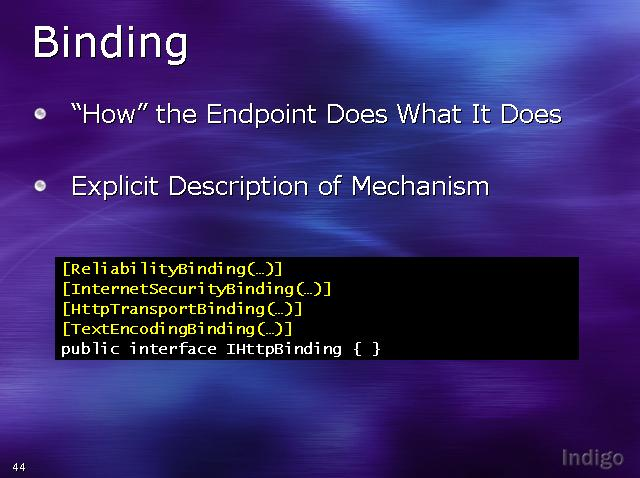 Binding
“How” the Endpoint Does What It Does
Explicit Description of Mechanism
[ReliabilityBinding(…)]
[InternetSecurityBinding(…)]
[HttpTransportBinding(…)]
[TextEncodingBinding(…)]
public interface IHttpBinding { }
44
Indigo